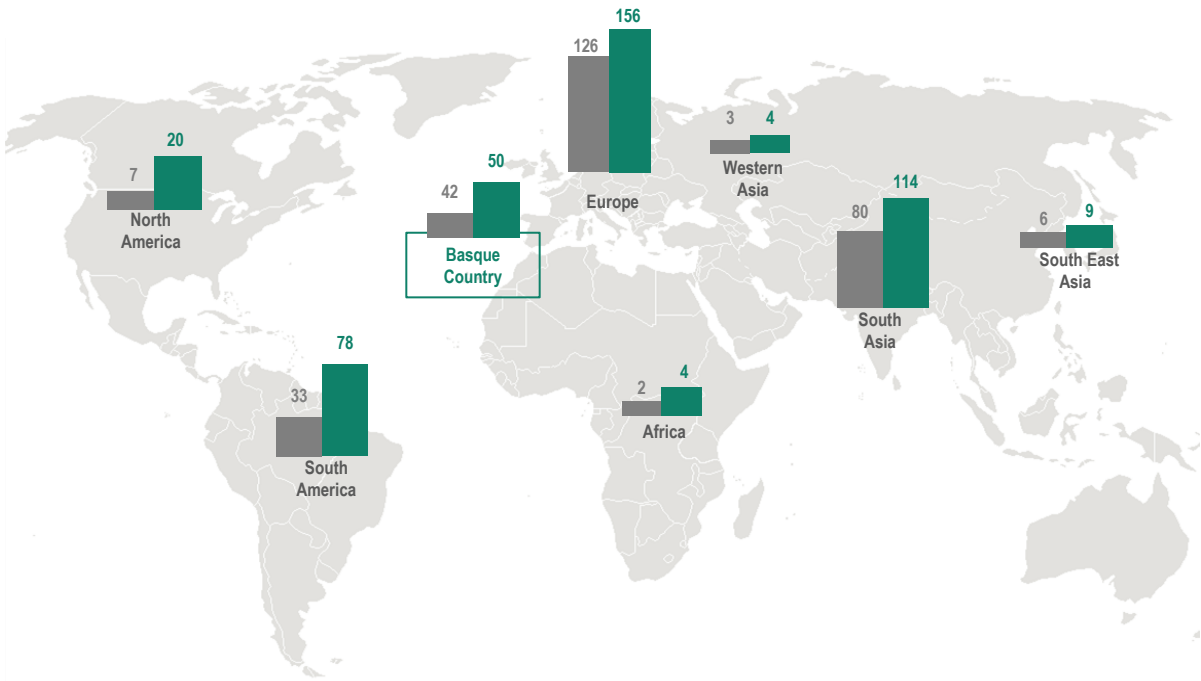 156
126
3
4
Western
Asia
20
7
North
America
50
42
Basque
Country
Europe
114
80
South
Asia
9
6
South East
Asia
78
33
South
America
4
2
Africa